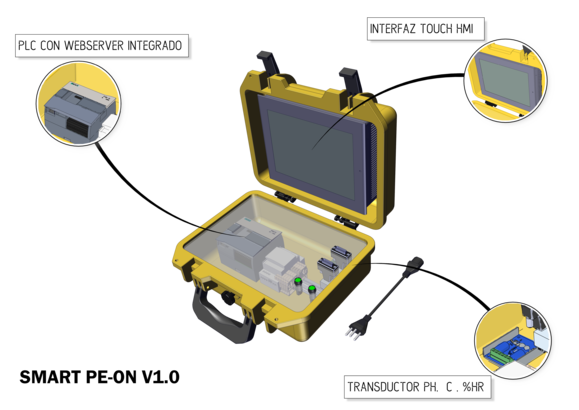 INTERFAZ TOUCH HMI
PLC CON WEBSERVER INTEGRADO
SMART PE-ON V1.0
TRANSDUCTOR PH. C . %HR